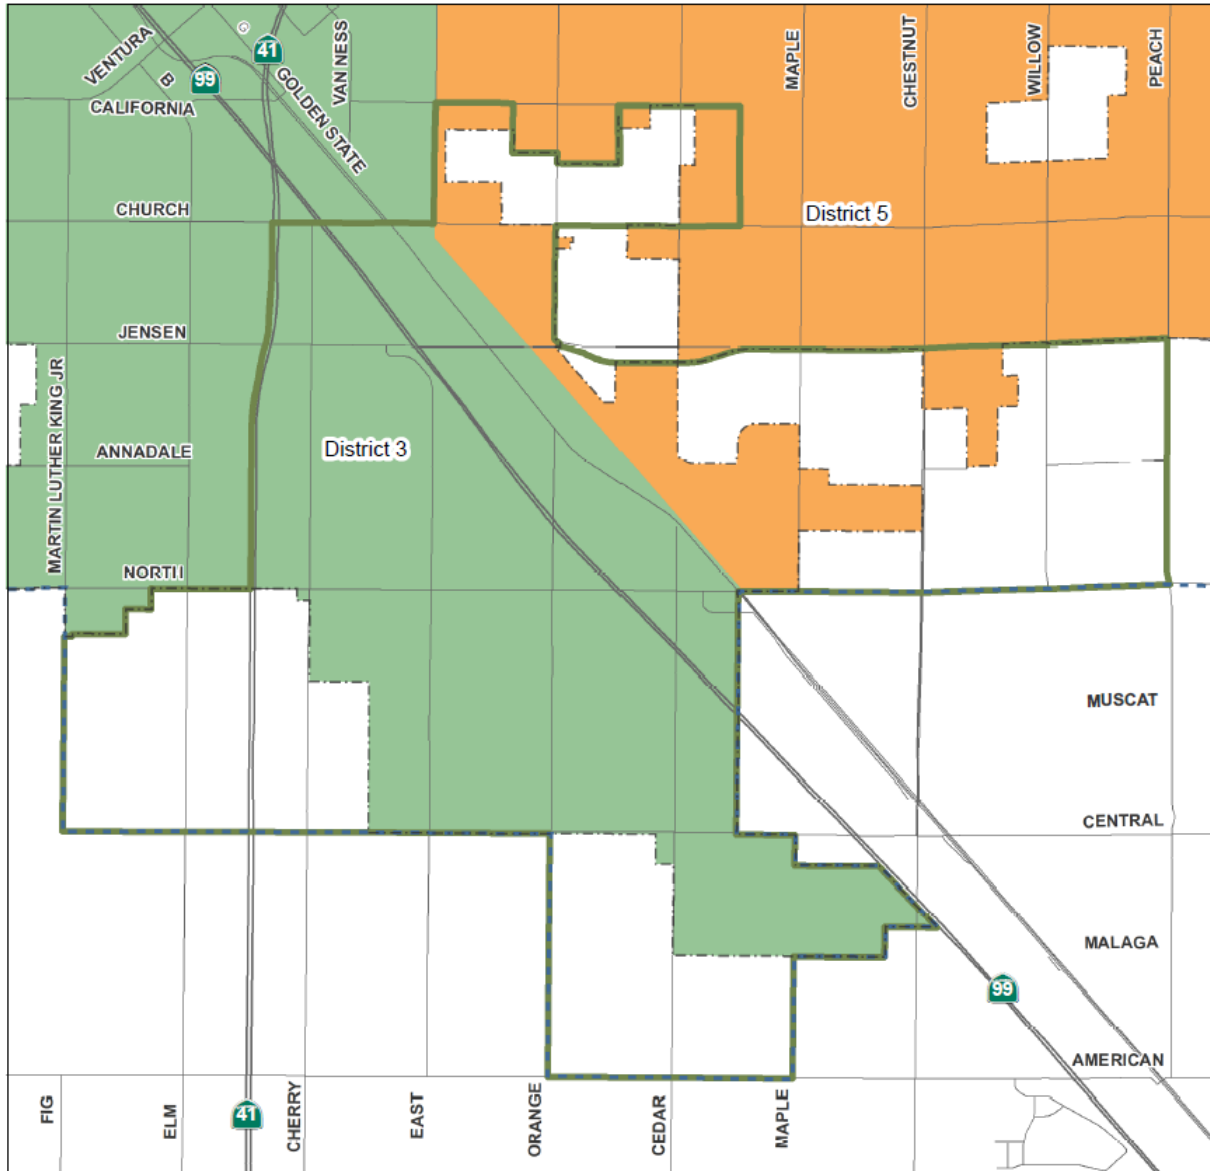 VENTURA
B
G
41
99
GOLDEN STATE
VAN NESS
MAPLE
CHESTNUT
WILLOW
PEACH
CALIFORNIA
CHURCH
District 5
JENSEN
MARTIN LUTHER KING JR
District 3
ANNADALE
NORTH
MUSCAT
CENTRAL
MALAGA
99
AMERICAN
FIG
ELM
41
CHERRY
EAST
ORANGE
CEDAR
MAPLE